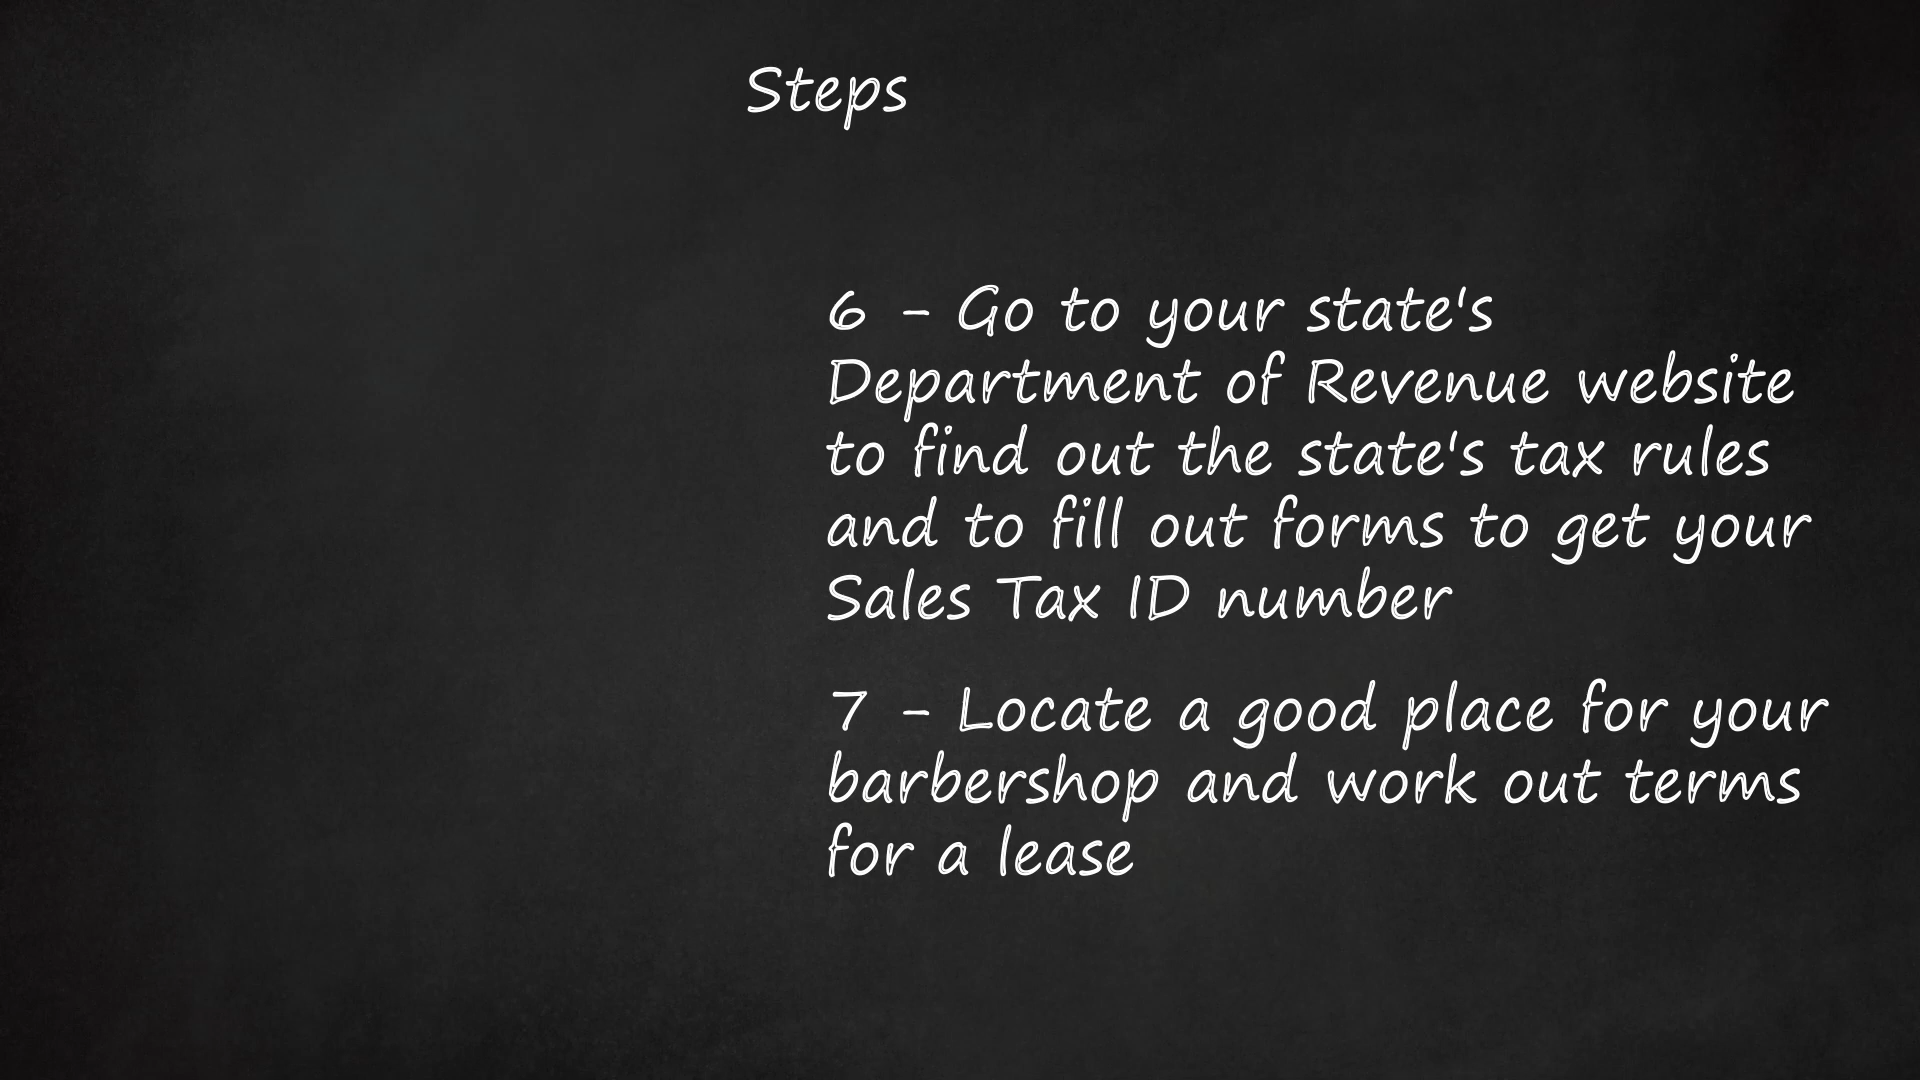 Steps
6 - Go to your state's
Department of Revenue website
to find out the state's tax rules
and to fill out forms to get your
Sales Tax ID number
7 - Locate a good place for your
barbershop and work out terms
for a lease